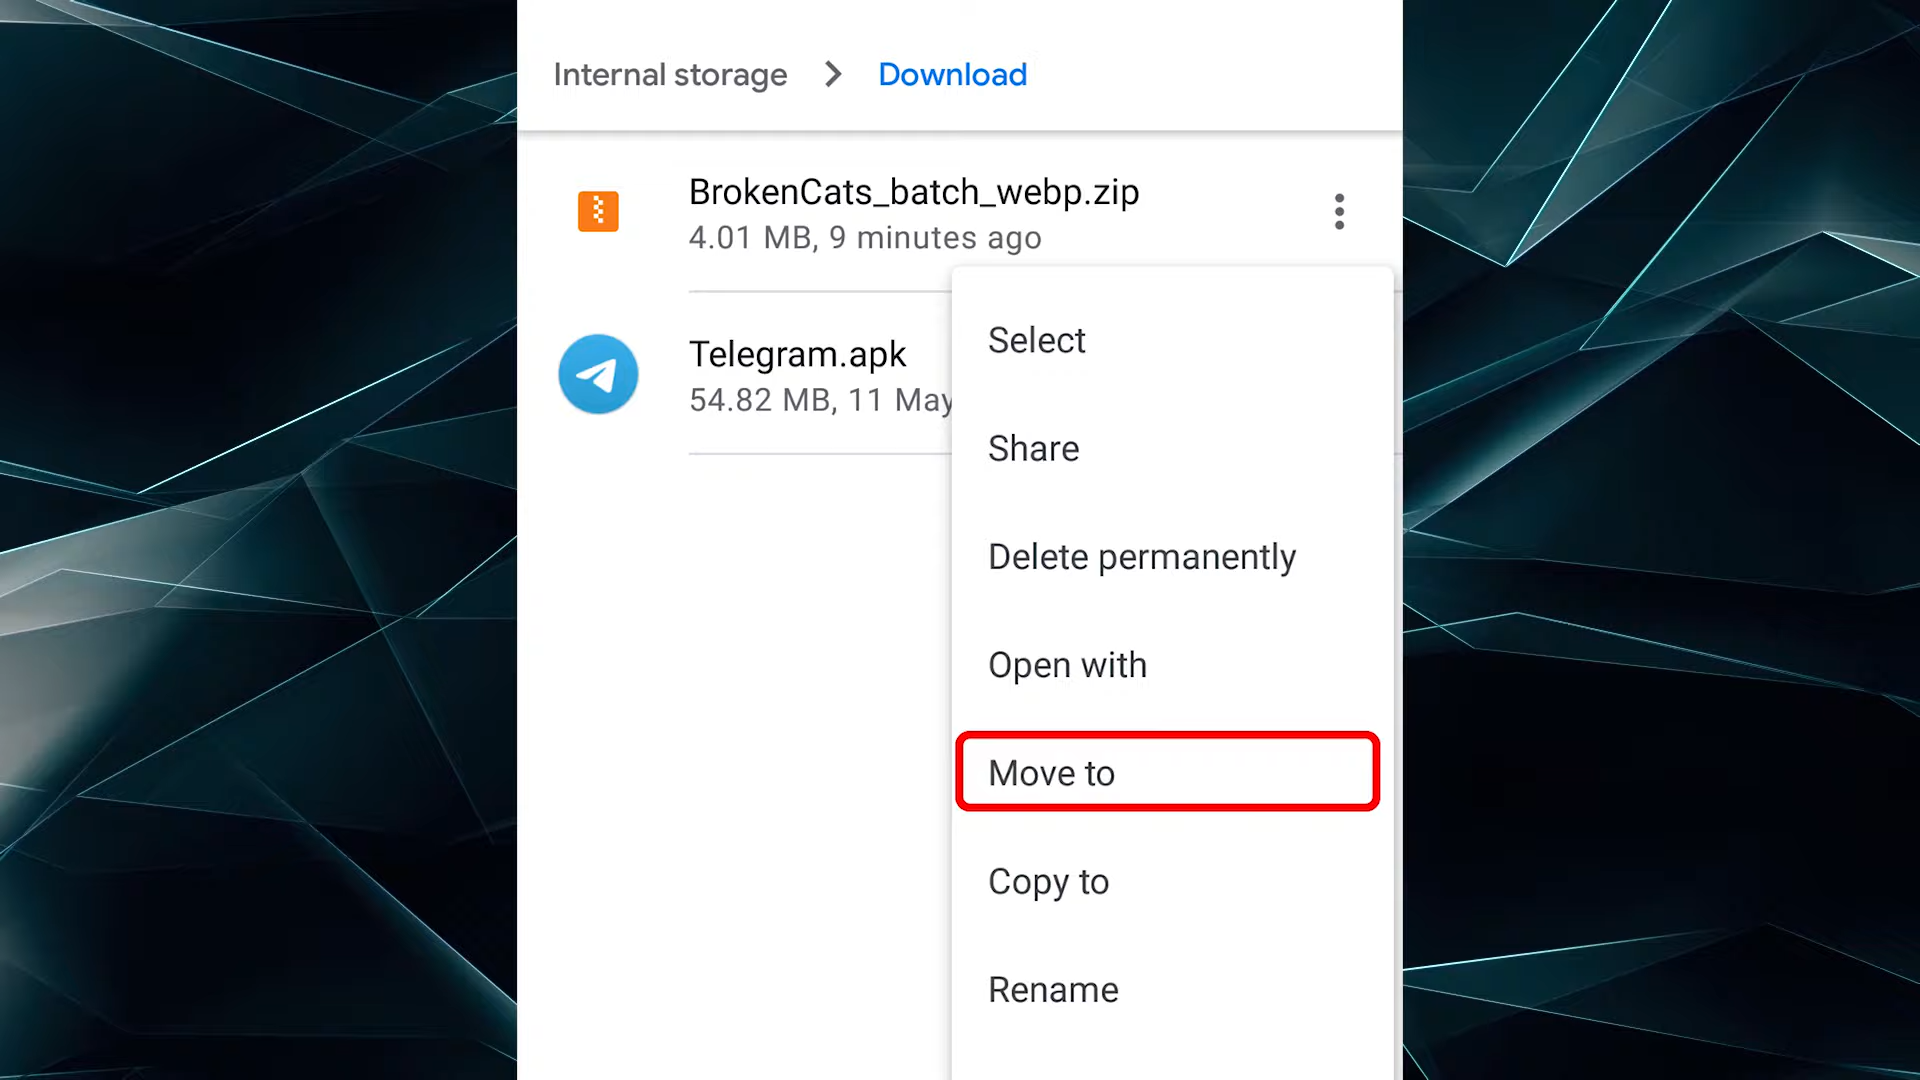 Internal storage > Download
BrokenCats_batch_webp.zip
4.01 MB, 9 minutes ago
Telegram.apk
54.82 MB, 11 May
Select
Share
Delete permanently
Open with
Move to
Copy to
Rename